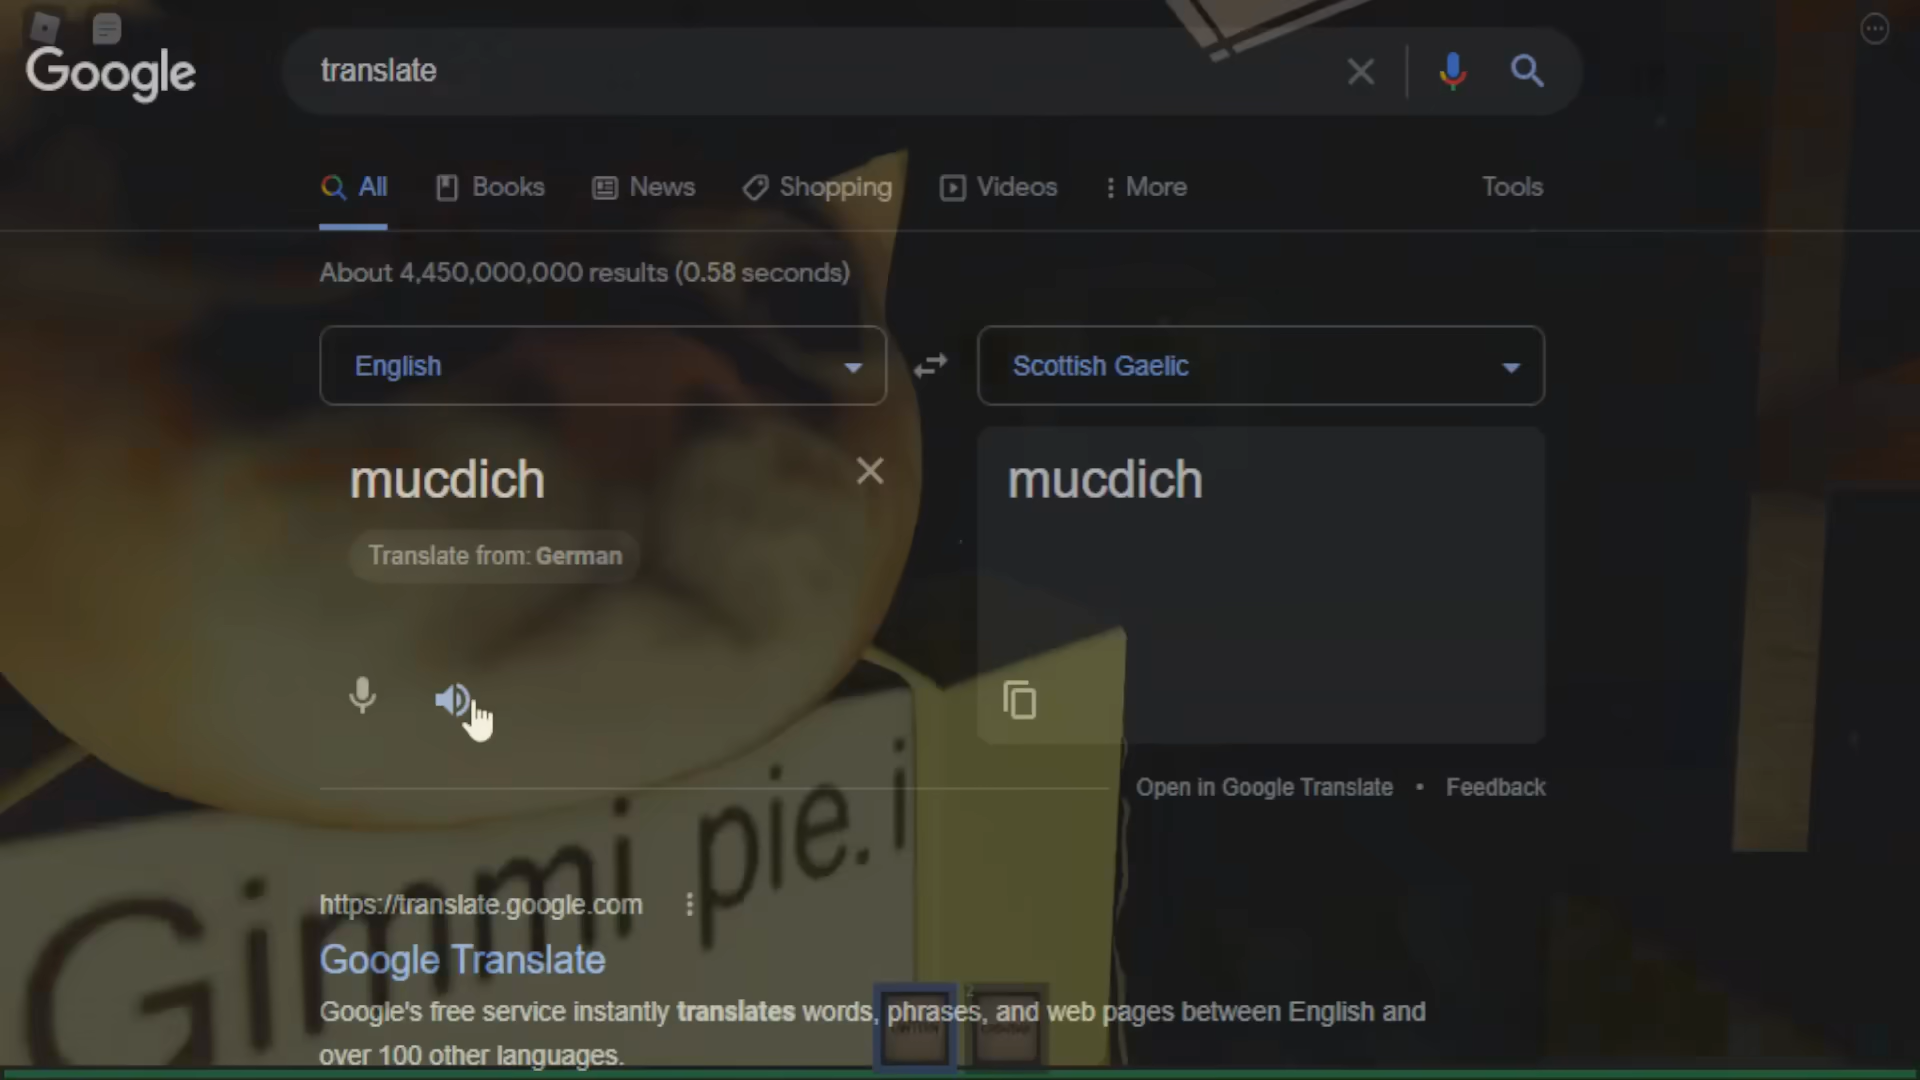 Google
translate
All
Books
News
Shopping
Videos
More
Tools
About 4,450,000,000 results (0.58 seconds)
English
Scottish Gaelic
mucdich
mucdich
Translate from: German
Open in Google Translate • Feedback
Gimmi pie. i
https://translate.google.com
Google Translate
Google's free service instantly translates words, phrases, and web pages between English and
over 100 other languages.
2